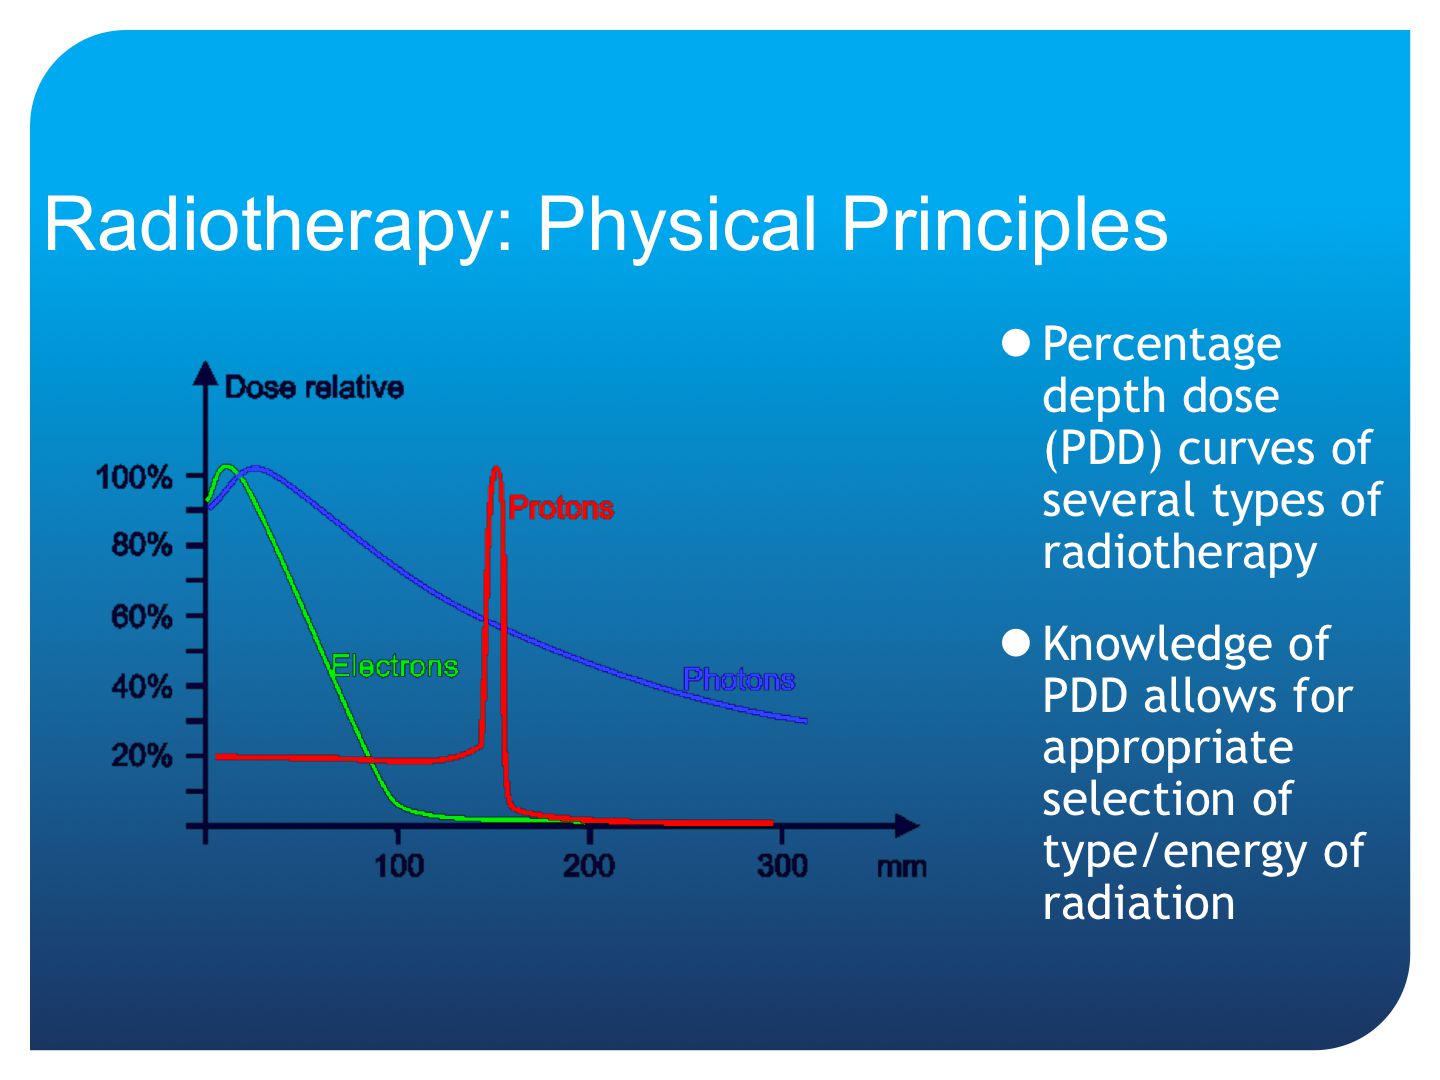 Radiotherapy: Physical Principles
Dose relative
100%
80%
60%
40%
20%
Protons
Electrons
Photons
100
200
300
mm
Percentage
depth dose
(PDD) curves of
several types of
radiotherapy
Knowledge of
PDD allows for
appropriate
selection of
type/energy of
radiation